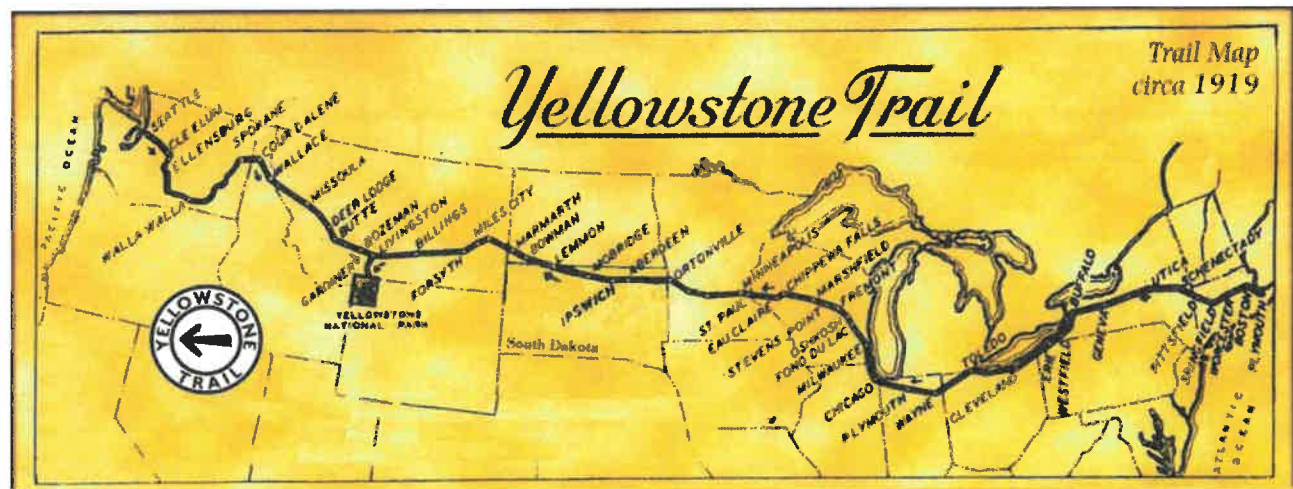 Yellowstone Trail
Trail Map
circa 1919
PACIFIC OCEAN
SEATTLE
CLE ELUM
ELLENSBURG
SPOKANE
COUR D'ALENE
WALLACE
WALLA WALLA
MISSOULA
DEER LODGE
BUTTE
BOZEMAN
LIVINGSTON
GARDINER
BILLINGS
FORSYTH
MILES CITY
MARMARTH
BOWMAN
LEMMON
MOBRIDGE
IPSWICH
ABERDEEN
ORTONVILLE
YELLOWSTONE
NATIONAL PARK
South Dakota
YELLOWSTONE
TRAIL
MINNEAPOLIS
ST. PAUL
EAU CLAIRE
CHIPPEWA FALLS
STEVENS POINT
MARSHFIELD
FREMONT
OSHKOSH
FOND DU LAC
MILWAUKEE
CHICAGO
PLYMOUTH
WAYNE
TOLEDO
CLEVELAND
ERIE
WESTFIELD
BUFFALO
GENEVA
UTICA
SCHENECTADY
PITTSFIELD
SPRINGFIELD
WORCESTER
BOSTON
PLYMOUTH
ATLANTIC
OCEAN